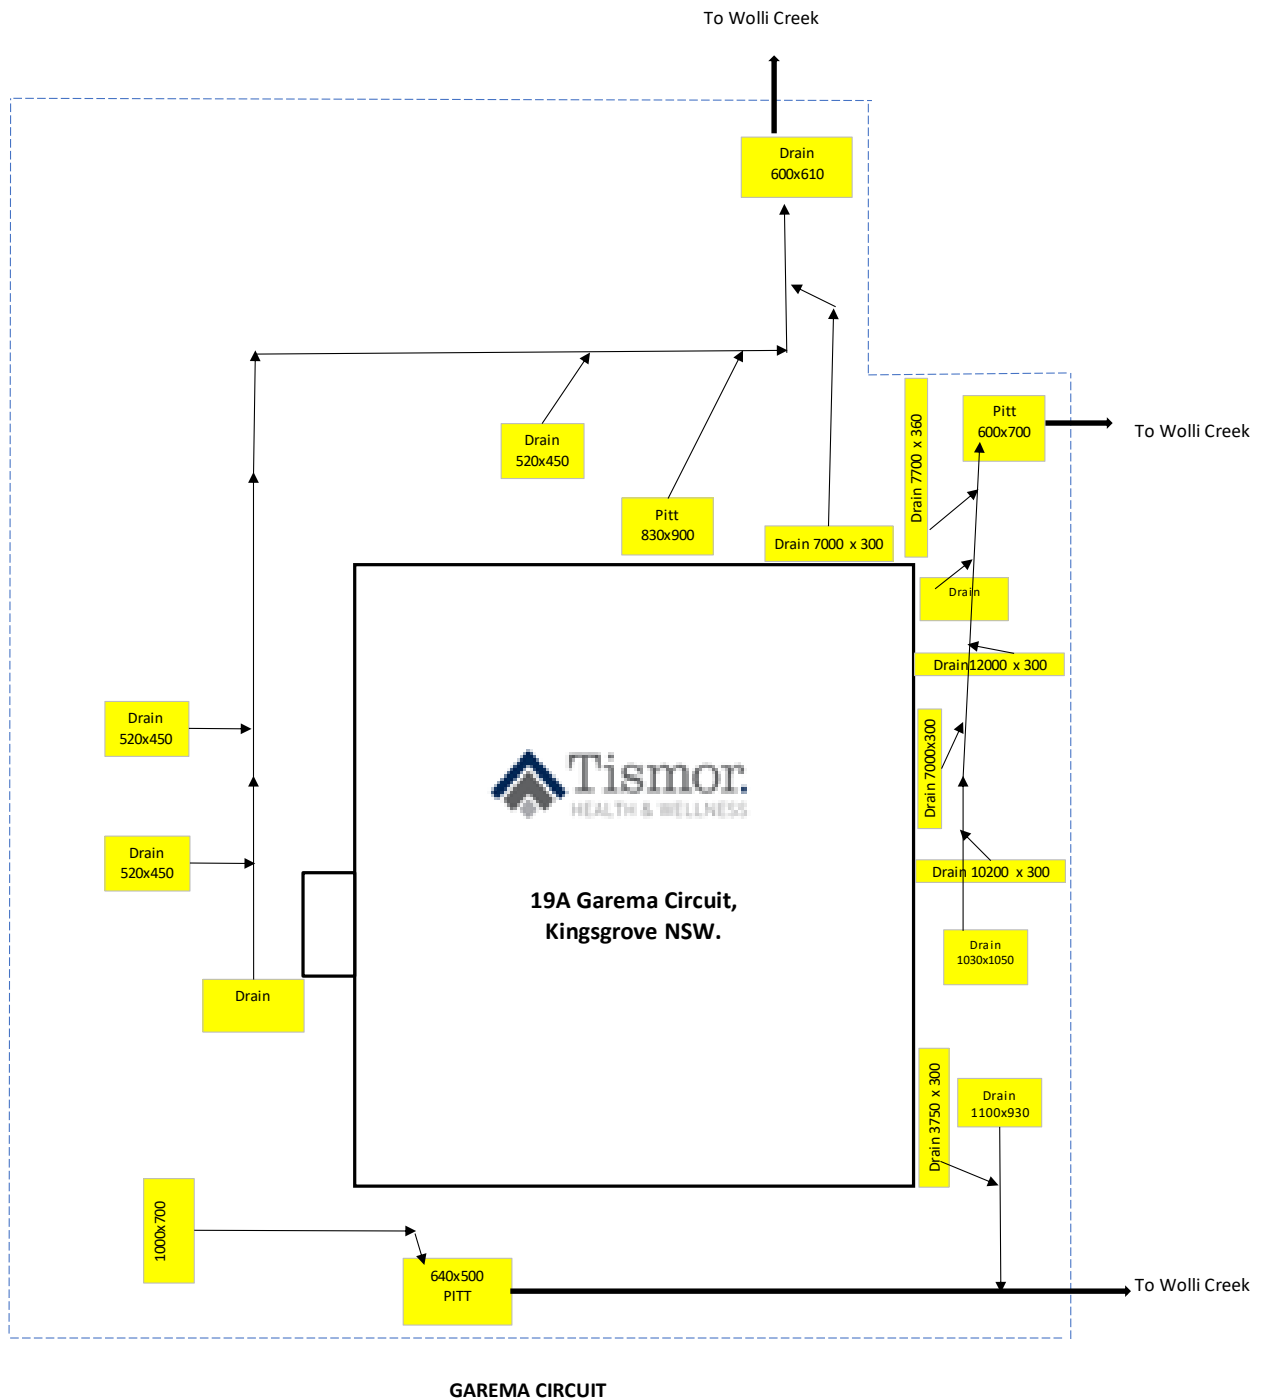 To Wolli Creek
Drain
600x610
Pitt
600x700
To Wolli Creek
Drain 7700 x 360
Drain
520x450
Pitt
830x900
Drain 7000 x 300
Drain
Drain12000 x 300
Drain
520x450
Drain 7000x300
Tismor.
HEALTH & WELLNESS
Drain
520x450
Drain 10200 x 300
19A Garema Circuit,
Kingsgrove NSW.
Drain
1030x1050
Drain
Drain 3750 x 300
Drain
1100x930
1000x700
640x500
PITT
To Wolli Creek
GAREMA CIRCUIT